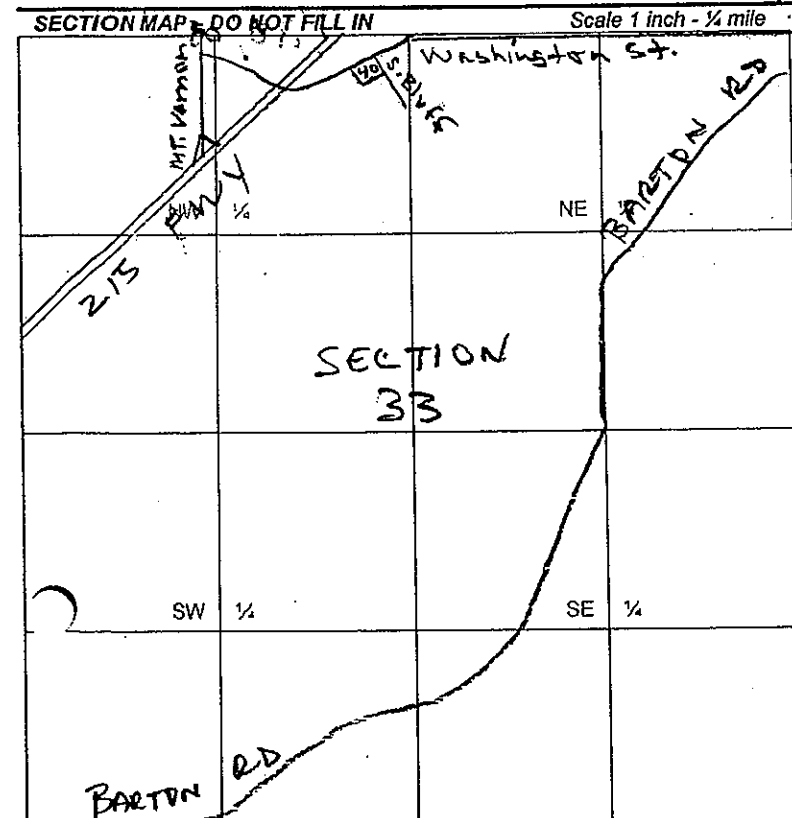 SECTION MAP - DO NOT FILL IN
Scale 1 inch - ¼ mile
Washington St.
MT. Vernon
40
S. Bluff
BARTON RD
NW ¼
NE ¼
215 FWY
SECTION
33
SW ¼
SE ¼
BARTON RD